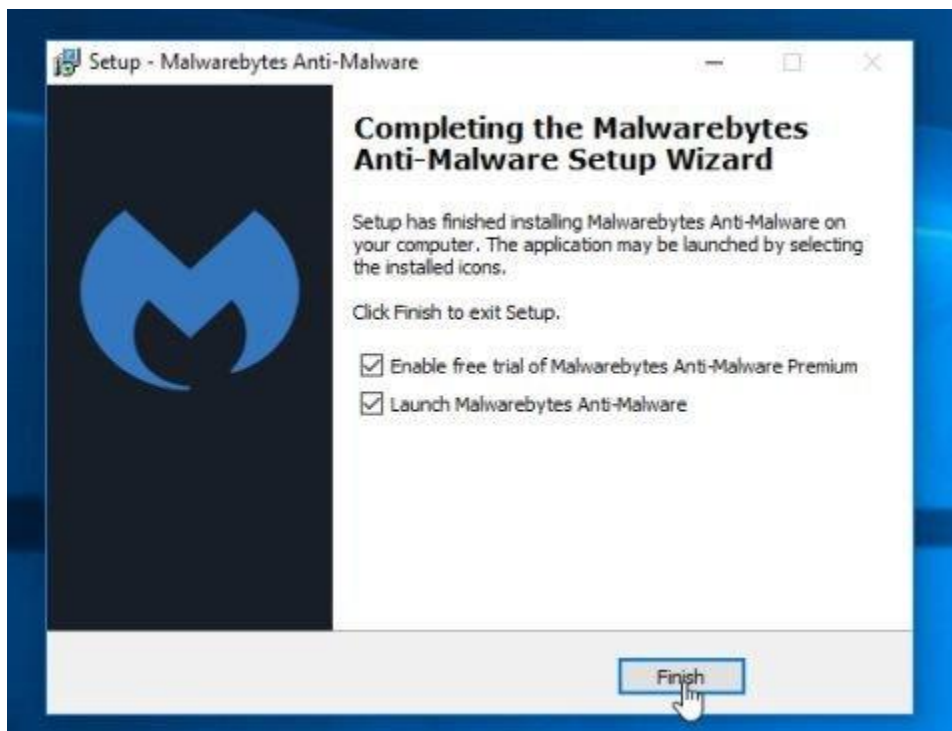 Setup - Malwarebytes Anti-Malware
Completing the Malwarebytes
Anti-Malware Setup Wizard
Setup has finished installing Malwarebytes Anti-Malware on
your computer. The application may be launched by selecting
the installed icons.
Click Finish to exit Setup.
Enable free trial of Malwarebytes Anti-Malware Premium
Launch Malwarebytes Anti-Malware
Finish